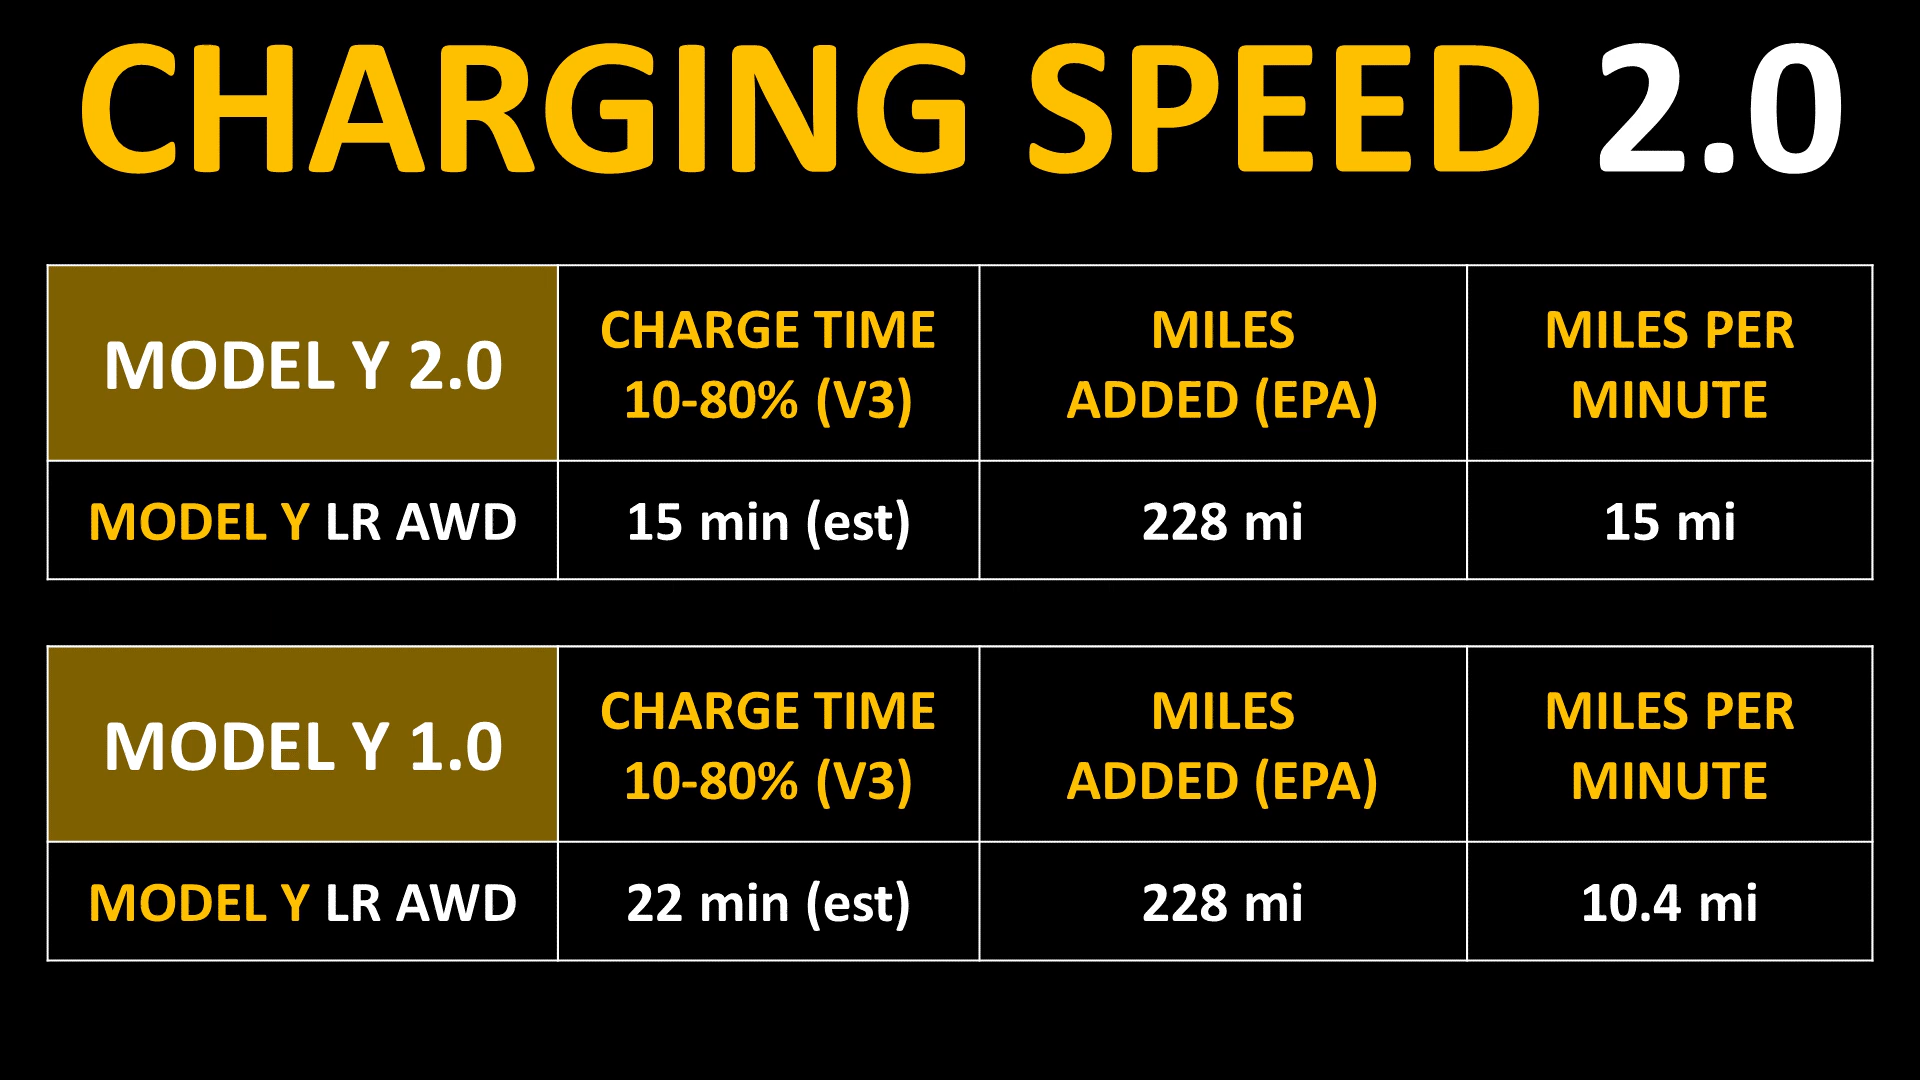 CHARGING SPEED 2.0
MODEL Y 2.0
CHARGE TIME
10-80% (V3)
MILES
ADDED (EPA)
MILES PER
MINUTE
MODEL Y LR AWD
15 min (est)
228 mi
15 mi
MODEL Y 1.0
CHARGE TIME
10-80% (V3)
MILES
ADDED (EPA)
MILES PER
MINUTE
MODEL Y LR AWD
22 min (est)
228 mi
10.4 mi